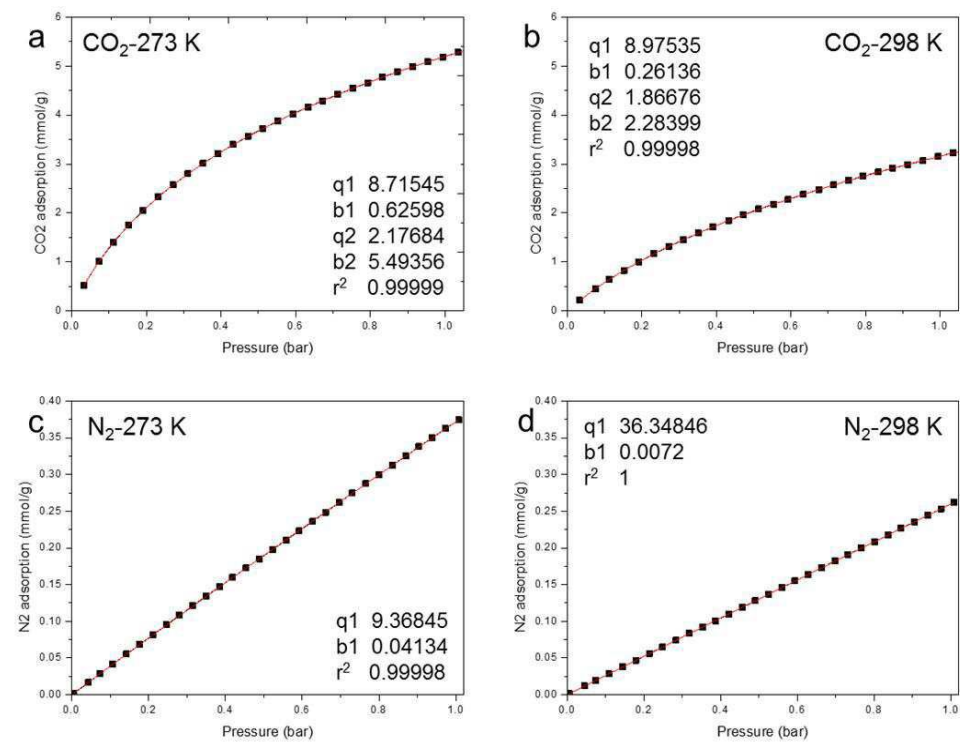 a
CO₂-273 K
6
5
4
3
2
1
0
CO2 adsorption (mmol/g)
q1 8.71545
b1 0.62598
q2 2.17684
b2 5.49356
r² 0.99999
0.0 0.2 0.4 0.6 0.8 1.0
Pressure (bar)
b
CO₂-298 K
q1 8.97535
b1 0.26136
q2 1.86676
b2 2.28399
r² 0.99998
6
5
4
3
2
1
0
CO2 adsorption (mmol/g)
0.0 0.2 0.4 0.6 0.8 1.0
Pressure (bar)
c
N₂-273 K
0.40
0.35
0.30
0.25
0.20
0.15
0.10
0.05
0.00
N2 adsorption (mmol/g)
q1 9.36845
b1 0.04134
r² 0.99998
0.0 0.2 0.4 0.6 0.8 1.0
Pressure (bar)
d
N₂-298 K
q1 36.34846
b1 0.0072
r² 1
0.40
0.35
0.30
0.25
0.20
0.15
0.10
0.05
0.00
N2 adsorption (mmol/g)
0.0 0.2 0.4 0.6 0.8 1.0
Pressure (bar)